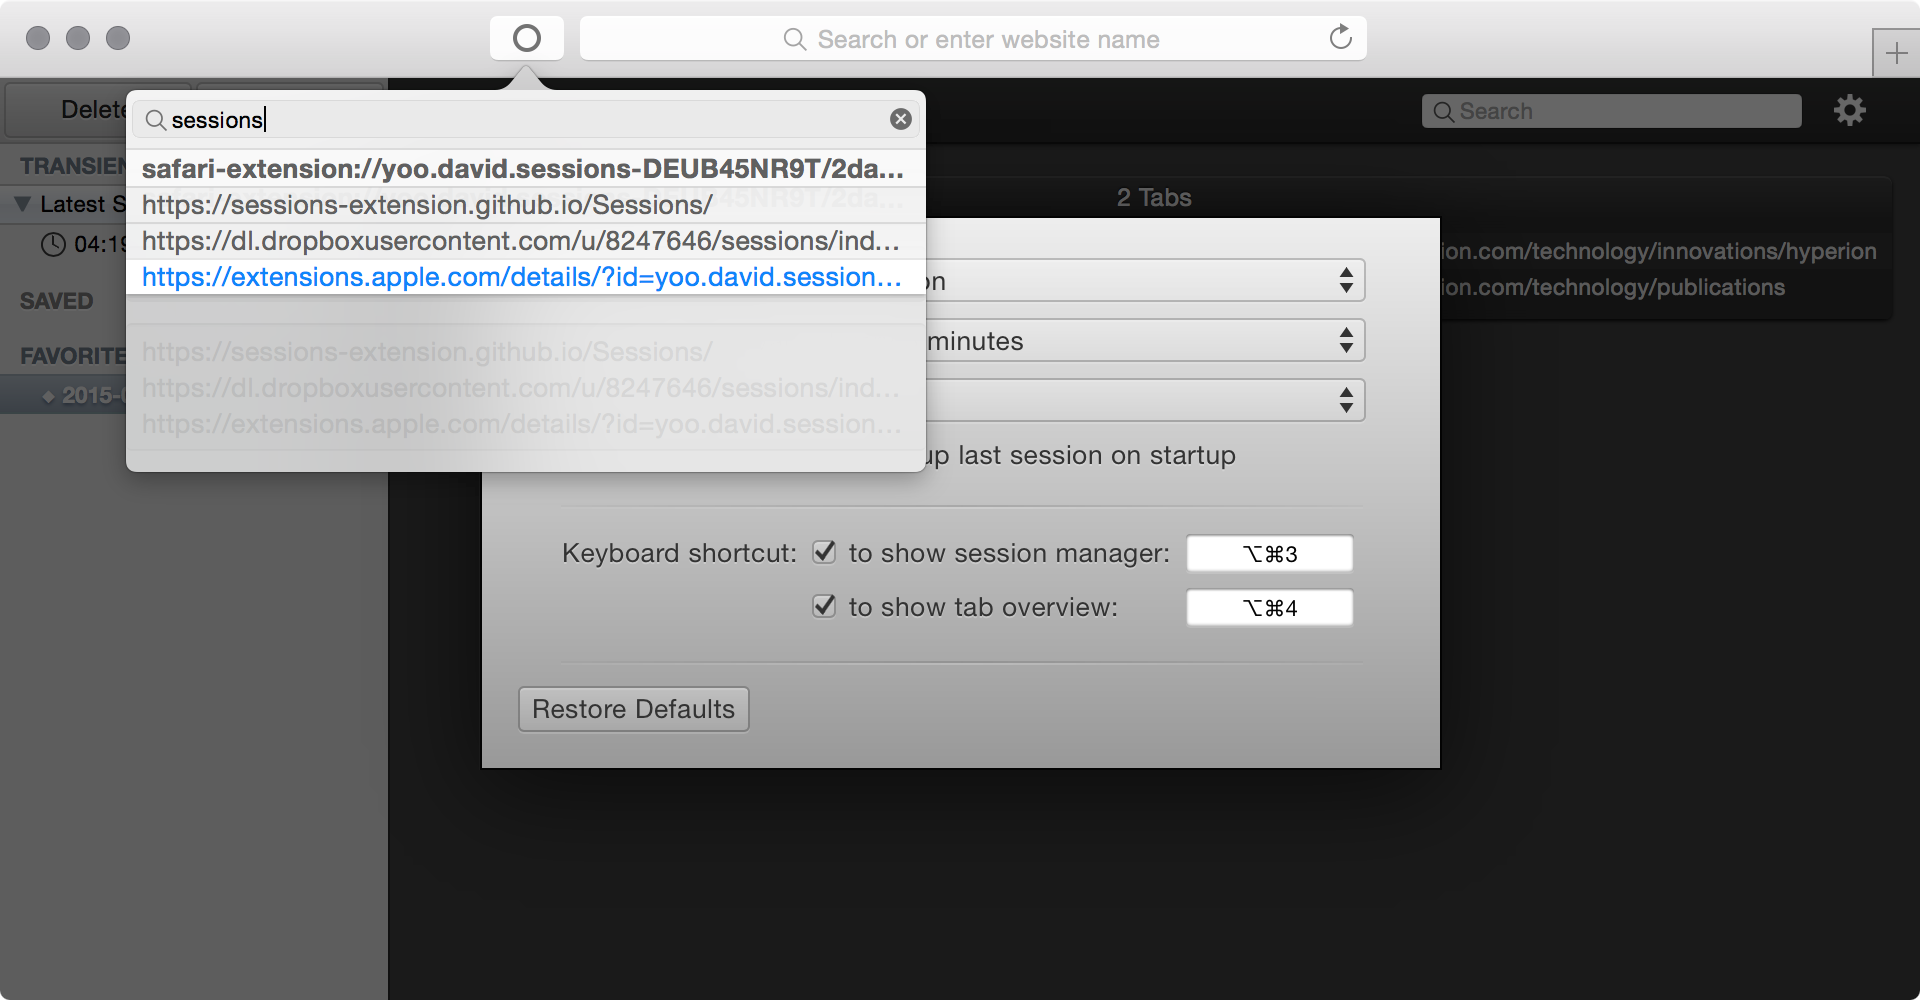 Search or enter website name
Delete
sessions
Search
TRANSIEN
safari-extension://yoo.david.sessions-DEUB45NR9T/2da...
Latest S
https://sessions-extension.github.io/Sessions/
2 Tabs
04:19
https://dl.dropboxusercontent.com/u/8247646/sessions/ind...
ion.com/technology/innovations/hyperion
https://extensions.apple.com/details/?id=yoo.david.session...
on
ion.com/technology/publications
SAVED
https://sessions-extension.github.io/Sessions/
minutes
FAVORITE
https://dl.dropboxusercontent.com/u/8247646/sessions/ind...
2015-0
https://extensions.apple.com/details/?id=yoo.david.session...
up last session on startup
Keyboard shortcut: to show session manager: ⌥⌘3
to show tab overview: ⌥⌘4
Restore Defaults